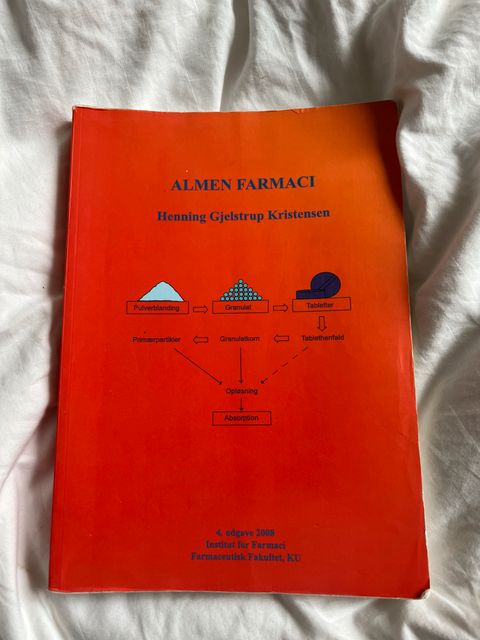 ALMEN FARMACI
Henning Gjelstrup Kristensen
Pulverblanding Granulat Tabletter
Primærpartikler Granulatkorn Tablethenfald
Opløsning
Absorption
4. udgave 2008
Institut for Farmaci
Farmaceutisk Fakultet, KU